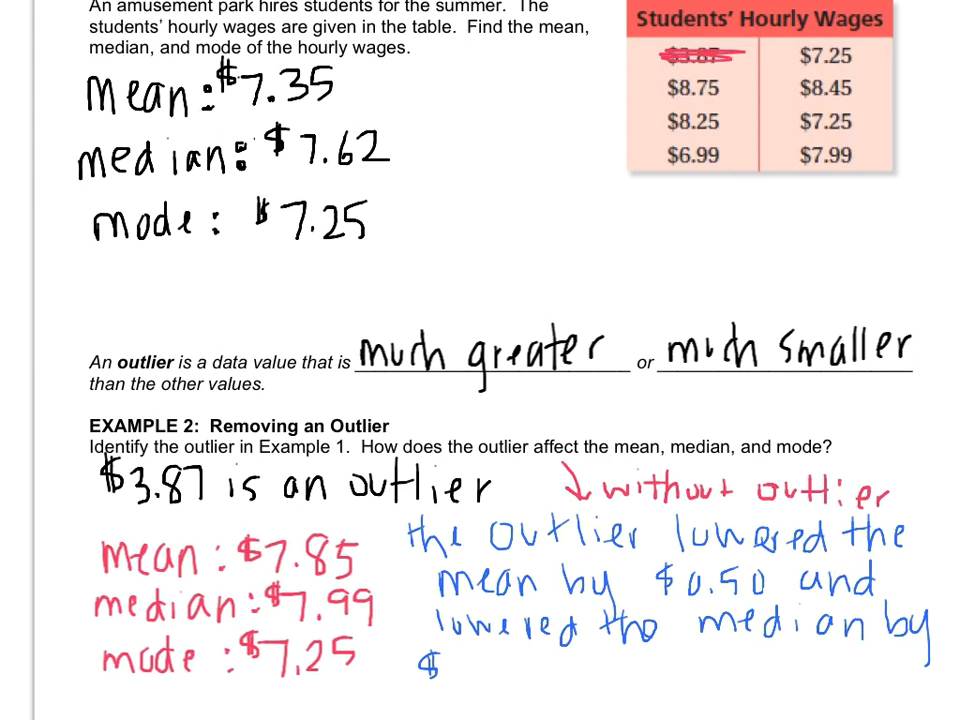 An amusement park hires students for the summer. The
students' hourly wages are given in the table. Find the mean,
median, and mode of the hourly wages.
Students' Hourly Wages
$3.87 $7.25
$8.75 $8.45
$8.25 $7.25
$6.99 $7.99
mean: $7.35
median: $7.62
mode: $7.25
An outlier is a data value that is much greater or much smaller
than the other values.
EXAMPLE 2: Removing an Outlier
Identify the outlier in Example 1. How does the outlier affect the mean, median, and mode?
$3.87 is an outlier ↓ without outlier
mean: $7.85
median: $7.99
mode: $7.25
the outlier lowered the
mean by $0.50 and
lowered the median by
$